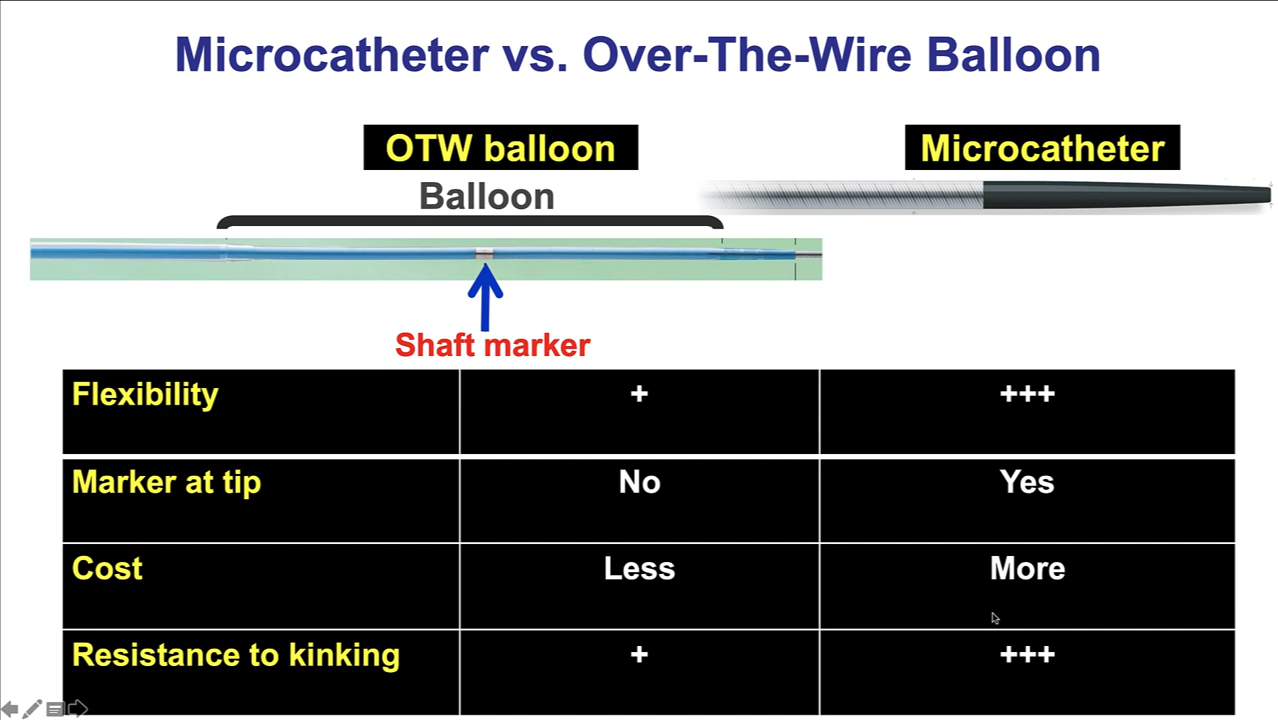 Microcatheter vs. Over-The-Wire Balloon
OTW balloon
Microcatheter
Balloon
Shaft marker
Flexibility + +++
Marker at tip No Yes
Cost Less More
Resistance to kinking + +++